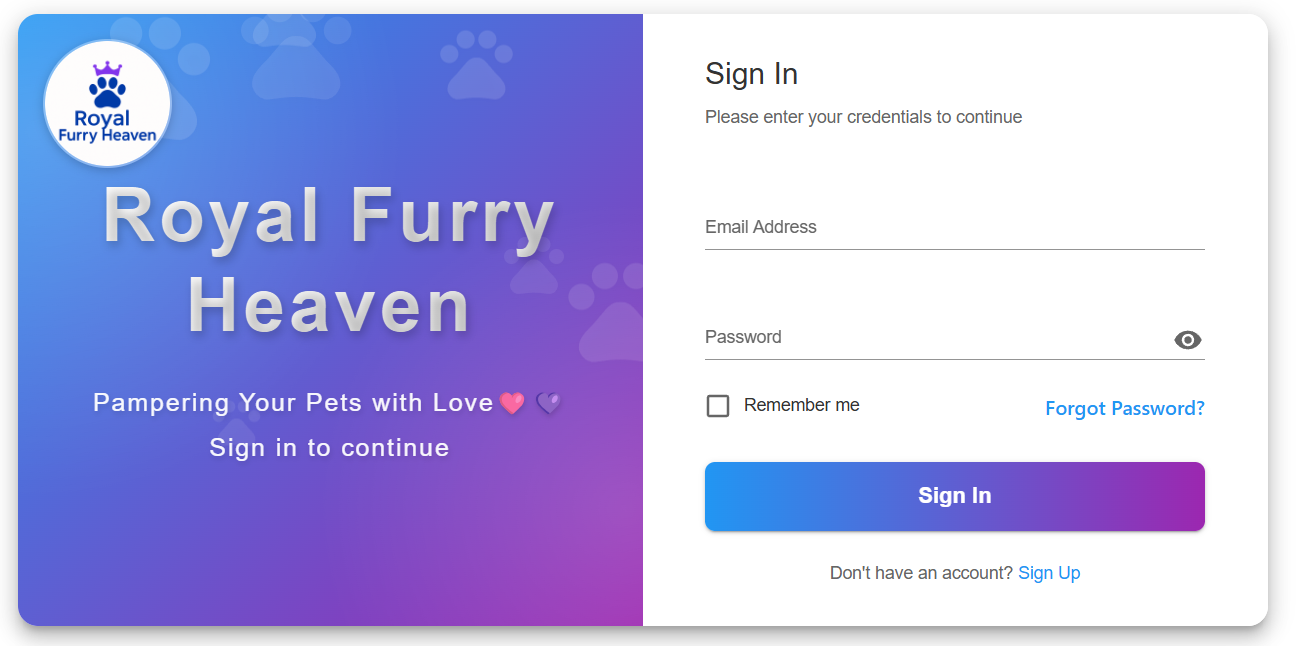 Royal
Furry Heaven
Royal Furry
Heaven
Pampering Your Pets with Love💖 💜
Sign in to continue
Sign In
Please enter your credentials to continue
Email Address
Password
Remember me
Forgot Password?
Sign In
Don't have an account? Sign Up